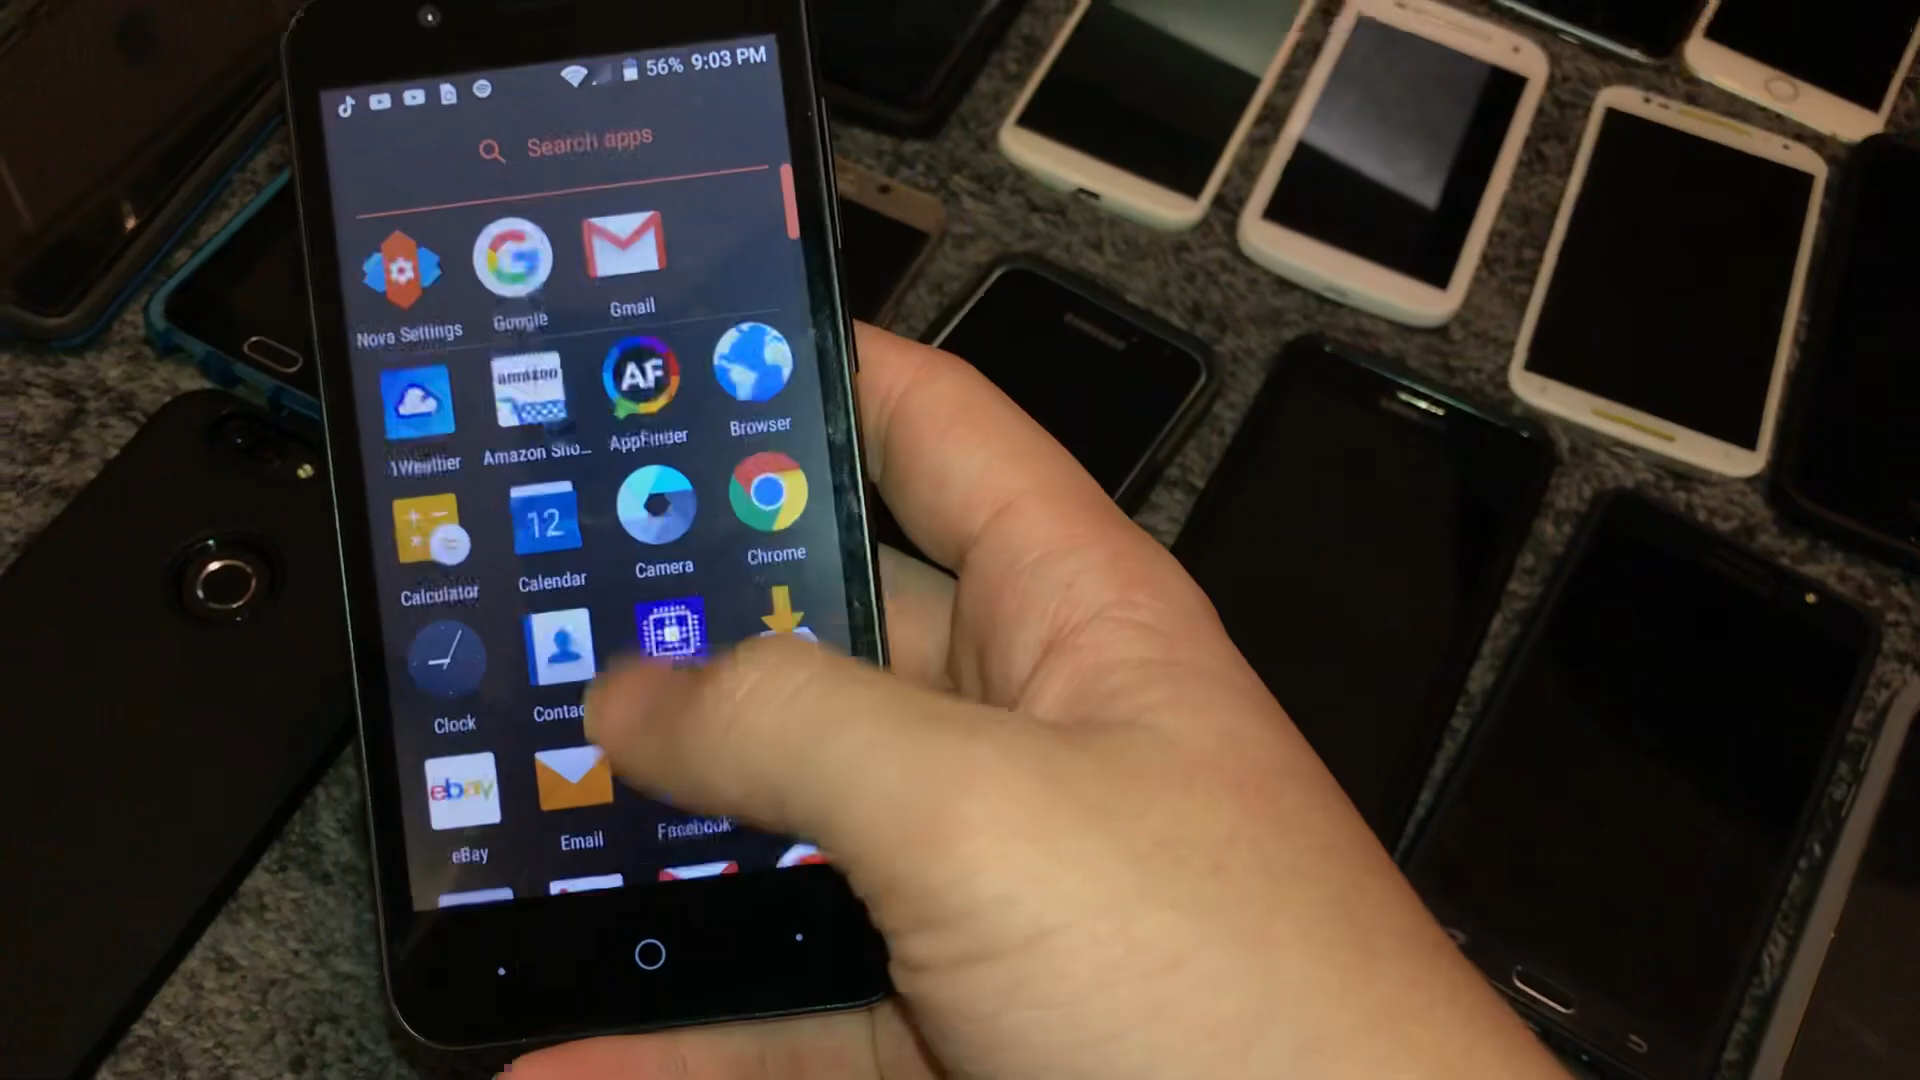 56% 9:03 PM
Search apps
Nova Settings
Google
Gmail
amazon
AF
1Weather
Amazon Sho...
AppFinder
Browser
12
Calculator
Calendar
Camera
Chrome
Clock
Contac
ebay
eBay
Email
Facebook